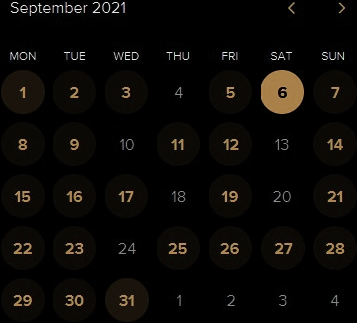 September 2021 < >
MON TUE WED THU FRI SAT SUN
1 2 3 4 5 6 7
8 9 10 11 12 13 14
15 16 17 18 19 20 21
22 23 24 25 26 27 28
29 30 31 1 2 3 4